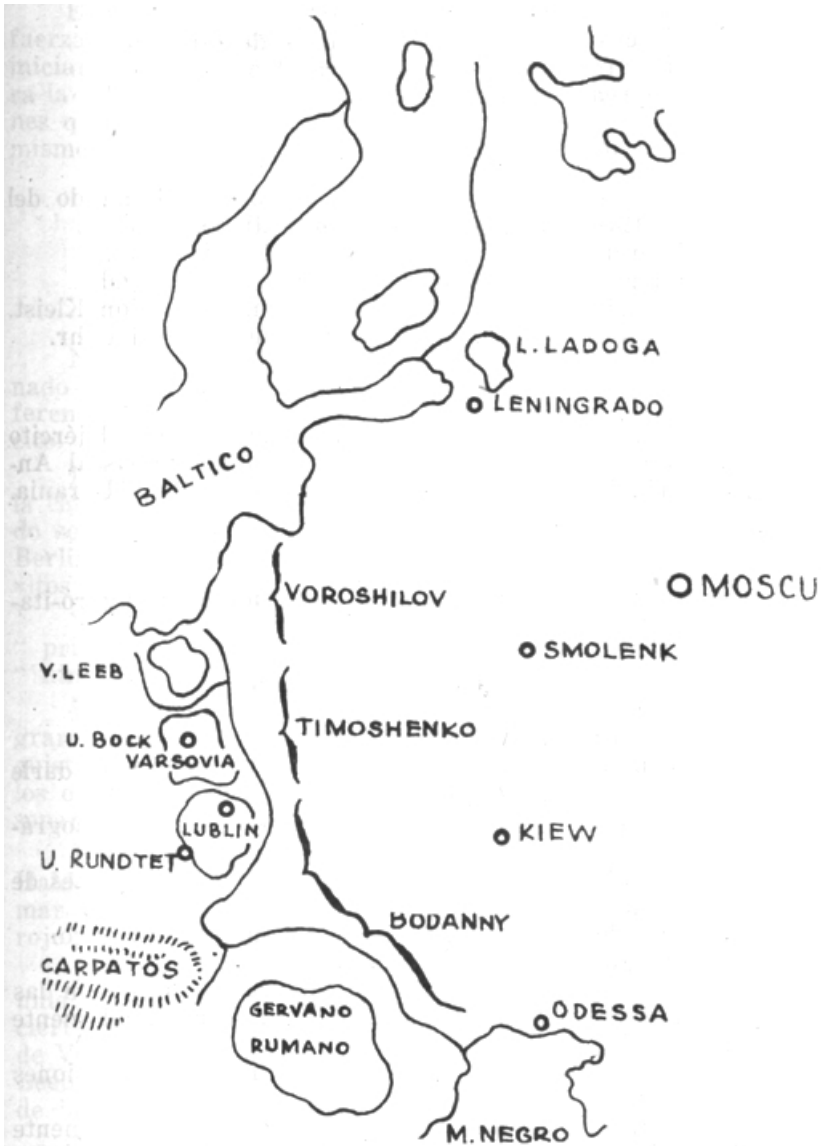 L. LADOGA
LENINGRADO
BALTICO
MOSCU
VOROSHILOV
SMOLENK
V. LEEB
TIMOSHENKO
U. BOCK
VARSOVIA
LUBLIN
KIEW
U. RUNDTET
BODANNY
CARPATOS
GERVANO
RUMANO
ODESSA
M. NEGRO